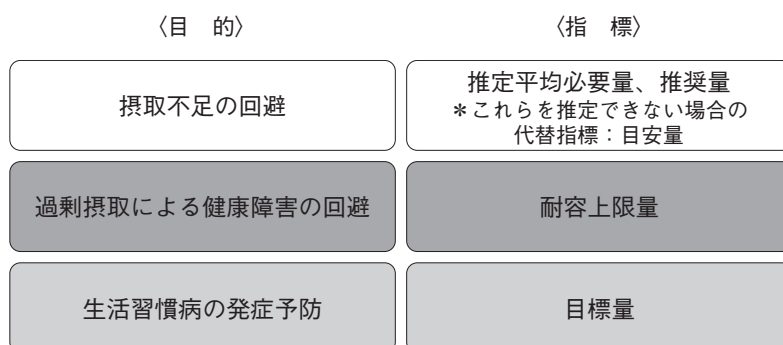 〈目　的〉
〈指　標〉
摂取不足の回避
推定平均必要量、推奨量
＊これらを推定できない場合の
代替指標：目安量
過剰摂取による健康障害の回避
耐容上限量
生活習慣病の発症予防
目標量